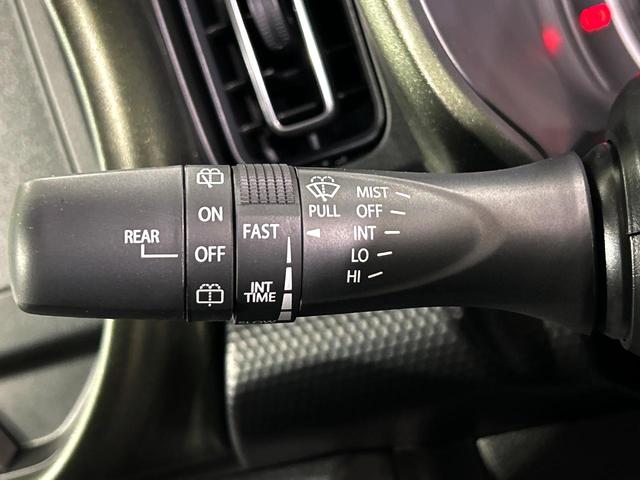 REAR
ON
OFF
FAST
INT
TIME
PULL
MIST
OFF
INT
LO
HI